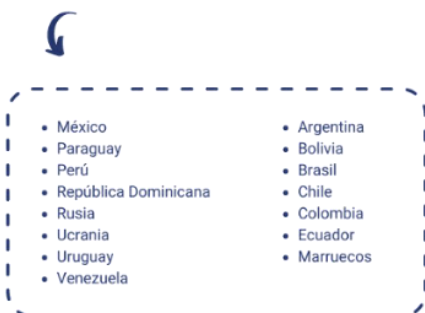 México
Paraguay
Perú
República Dominicana
Rusia
Ucrania
Uruguay
Venezuela
Argentina
Bolivia
Brasil
Chile
Colombia
Ecuador
Marruecos